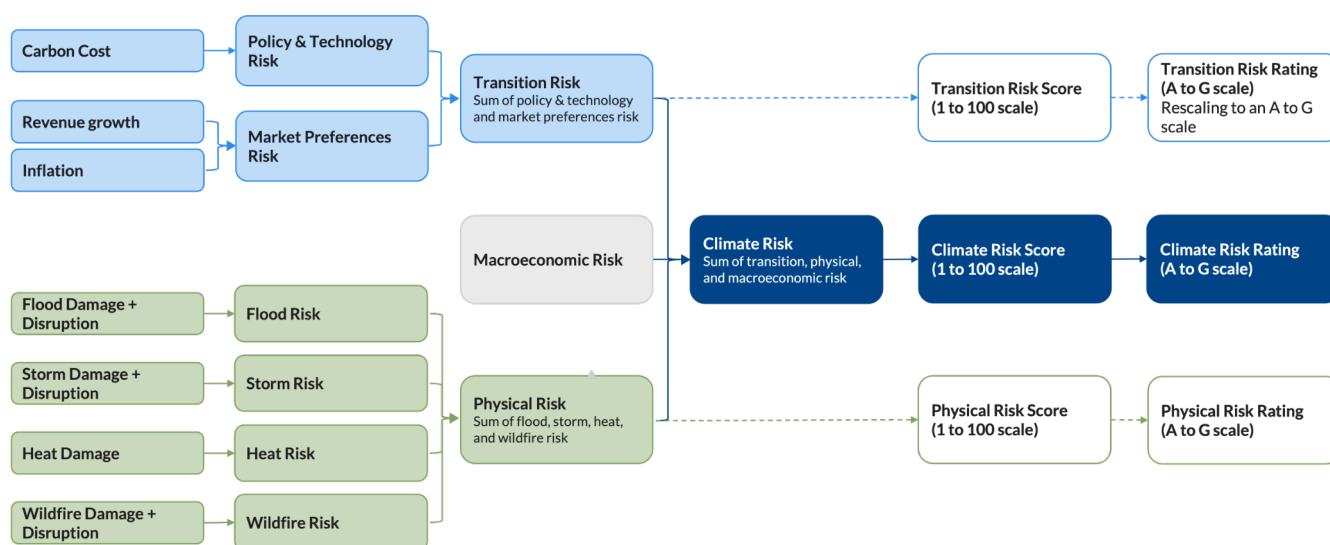 Carbon Cost
Policy & Technology
Risk
Revenue growth
Inflation
Market Preferences
Risk
Transition Risk
Sum of policy & technology
and market preferences risk
Transition Risk Score
(1 to 100 scale)
Transition Risk Rating
(A to G scale)
Rescaling to an A to G
scale
Macroeconomic Risk
Climate Risk
Sum of transition, physical,
and macroeconomic risk
Climate Risk Score
(1 to 100 scale)
Climate Risk Rating
(A to G scale)
Flood Damage +
Disruption
Flood Risk
Storm Damage +
Disruption
Storm Risk
Heat Damage
Heat Risk
Wildfire Damage +
Disruption
Wildfire Risk
Physical Risk
Sum of flood, storm, heat,
and wildfire risk
Physical Risk Score
(1 to 100 scale)
Physical Risk Rating
(A to G scale)